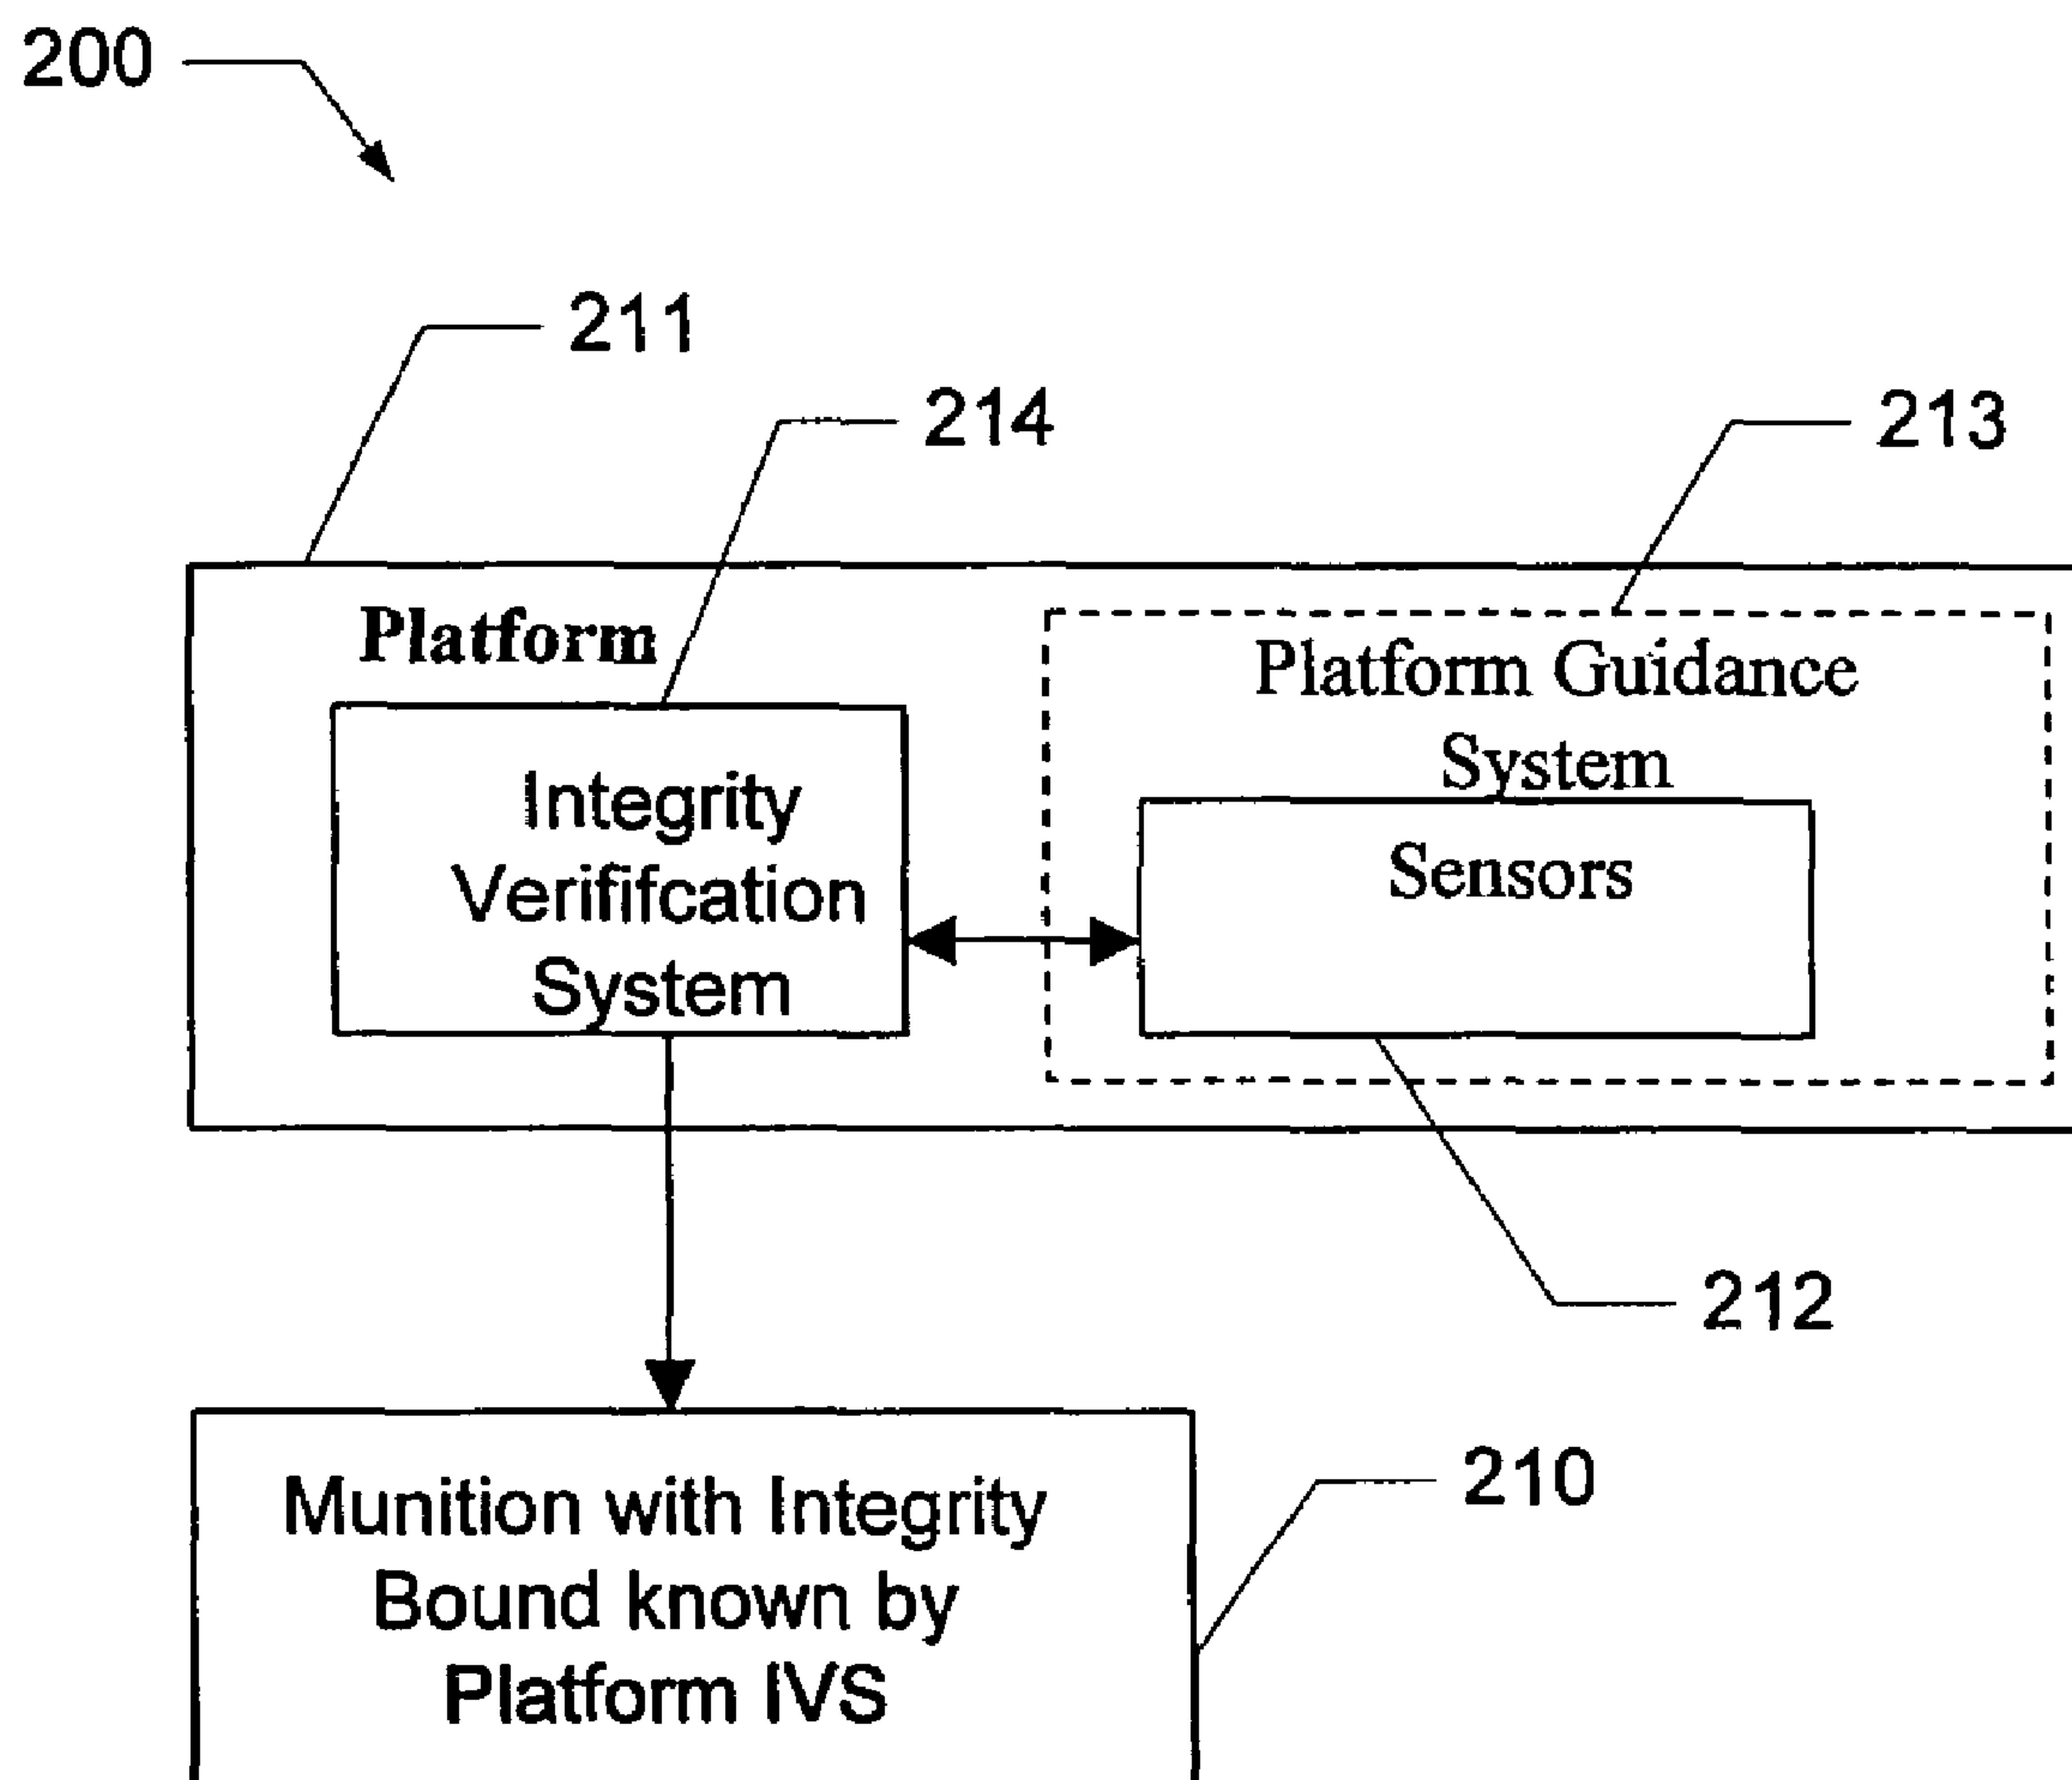 200
211
214
213
Platform
Platform Guidance
System
Integrity
Verififcation
System
Sensors
212
Munition with Integrity
Bound known by
Platform IVS
210